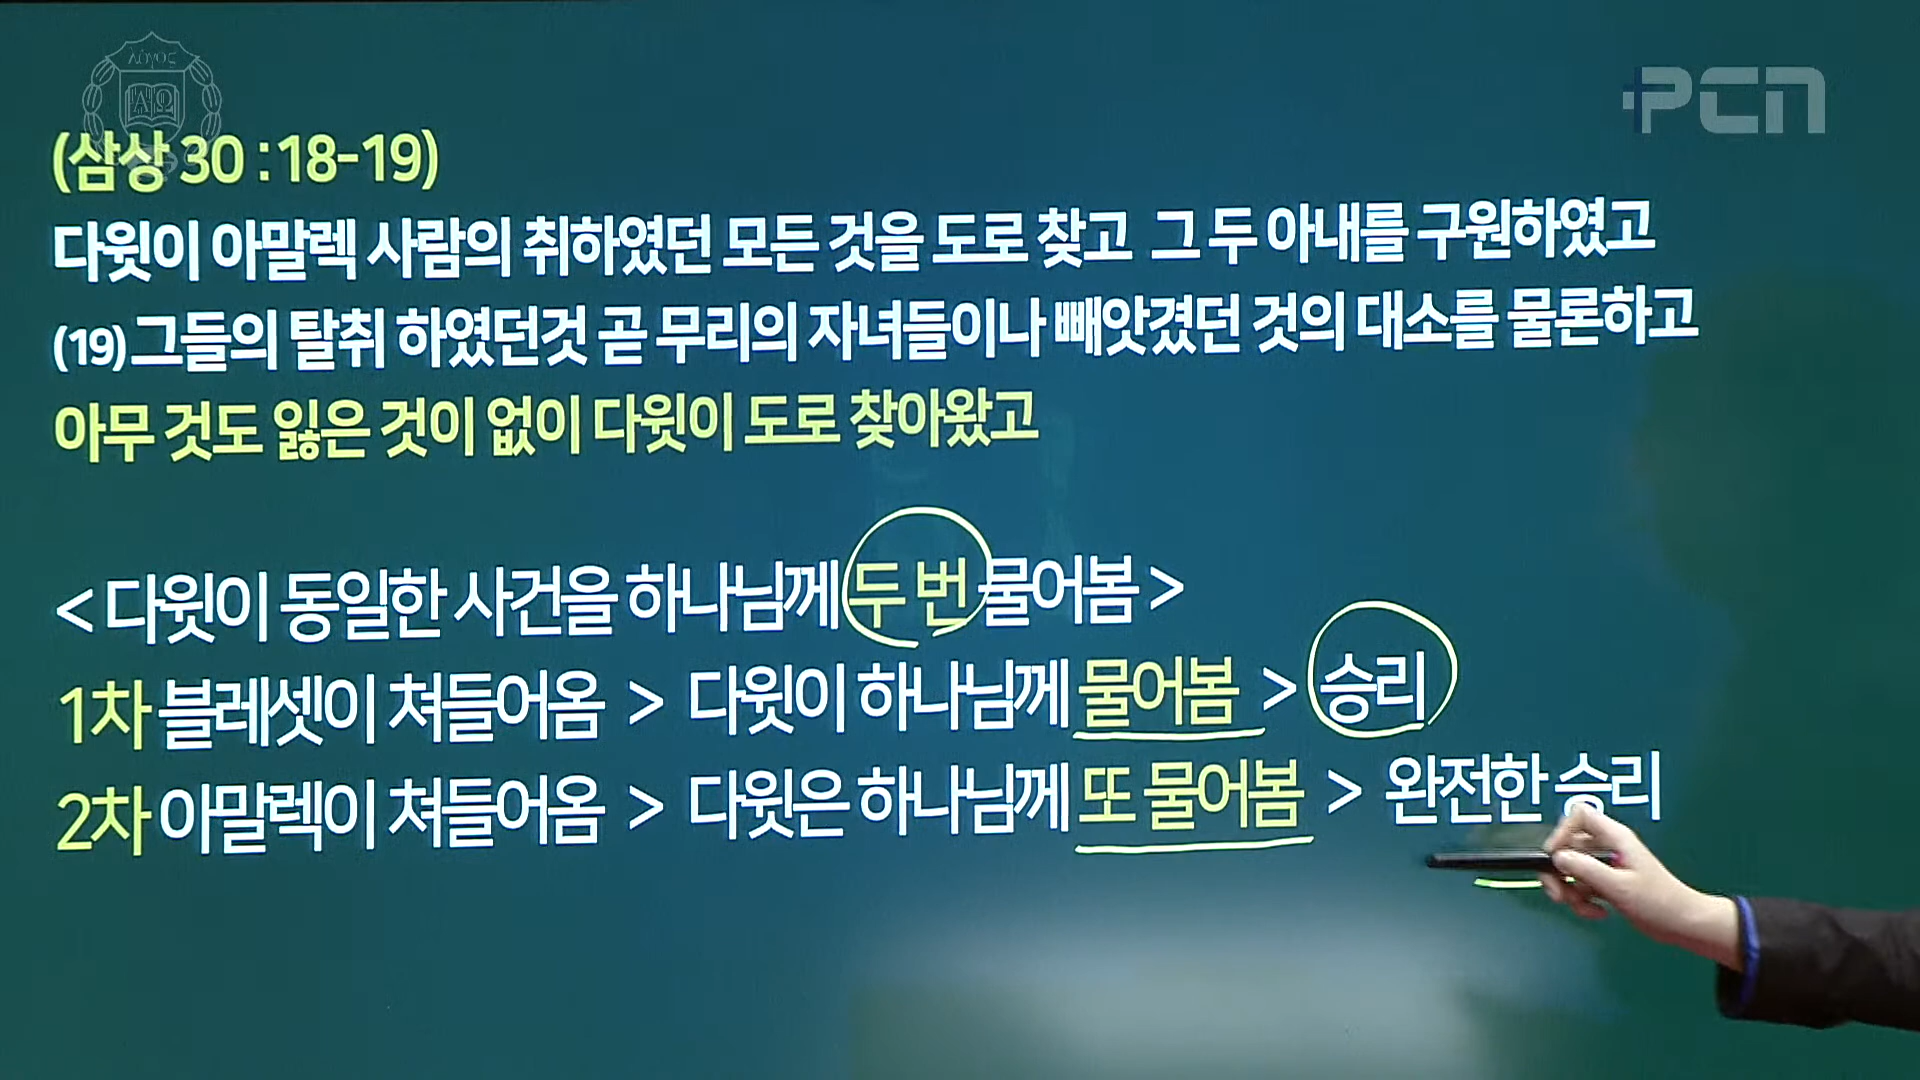 λόγος
ΑΩ
PCN
(삼상 30 : 18-19)
다윗이 아말렉 사람의 취하였던 모든 것을 도로 찾고 그 두 아내를 구원하였고
(19)그들의 탈취 하였던것 곧 무리의 자녀들이나 빼앗겼던 것의 대소를 물론하고
아무 것도 잃은 것이 없이 다윗이 도로 찾아왔고
< 다윗이 동일한 사건을 하나님께 두 번 물어봄 >
1차 블레셋이 쳐들어옴 > 다윗이 하나님께 물어봄 > 승리
2차 아말렉이 쳐들어옴 > 다윗은 하나님께 또 물어봄 > 완전한 승리